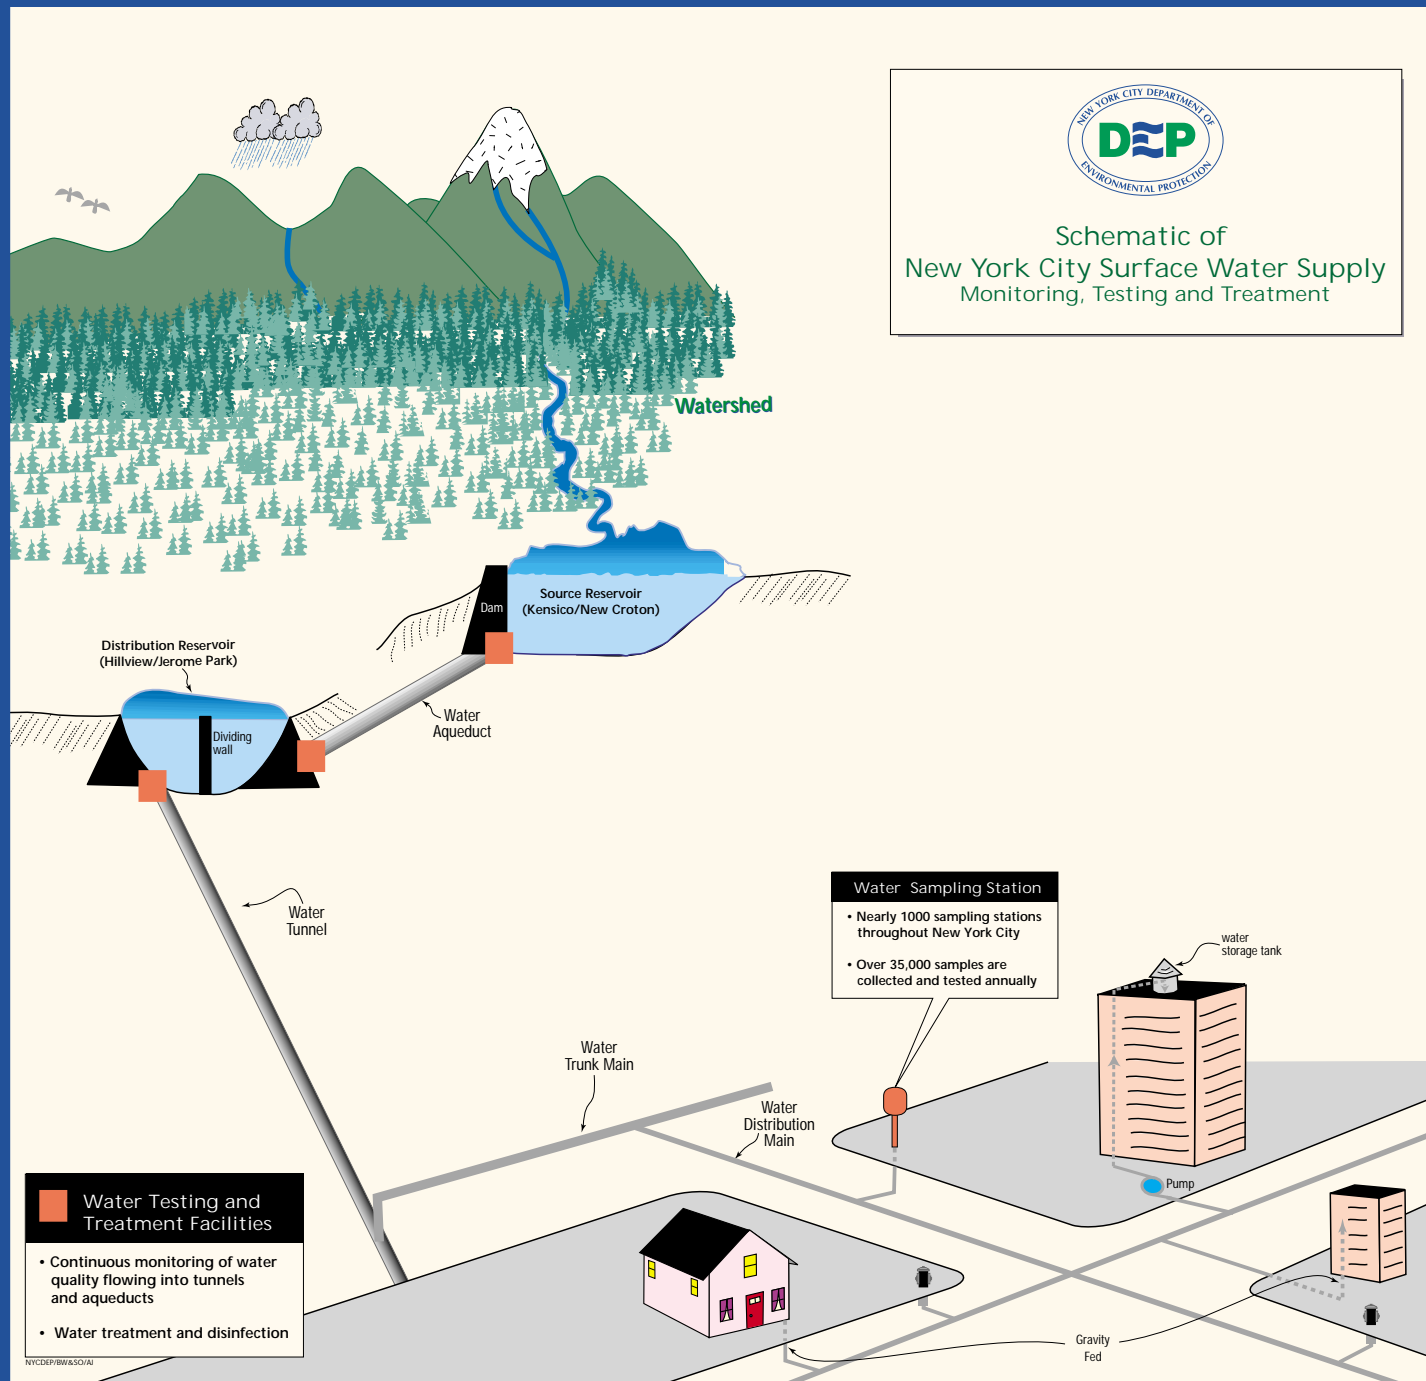 NEW YORK CITY DEPARTMENT OF
DEP
ENVIRONMENTAL PROTECTION
Schematic of
New York City Surface Water Supply
Monitoring, Testing and Treatment
Watershed
Source Reservoir
(Kensico/New Croton)
Dam
Distribution Reservoir
(Hillview/Jerome Park)
Dividing
wall
Water
Aqueduct
Water
Tunnel
Water Sampling Station
• Nearly 1000 sampling stations
throughout New York City
• Over 35,000 samples are
collected and tested annually
water
storage tank
Water
Trunk Main
Water
Distribution
Main
Pump
Water Testing and
Treatment Facilities
• Continuous monitoring of water
quality flowing into tunnels
and aqueducts
• Water treatment and disinfection
Gravity
Fed
NYCDEP/BW&SO/AI